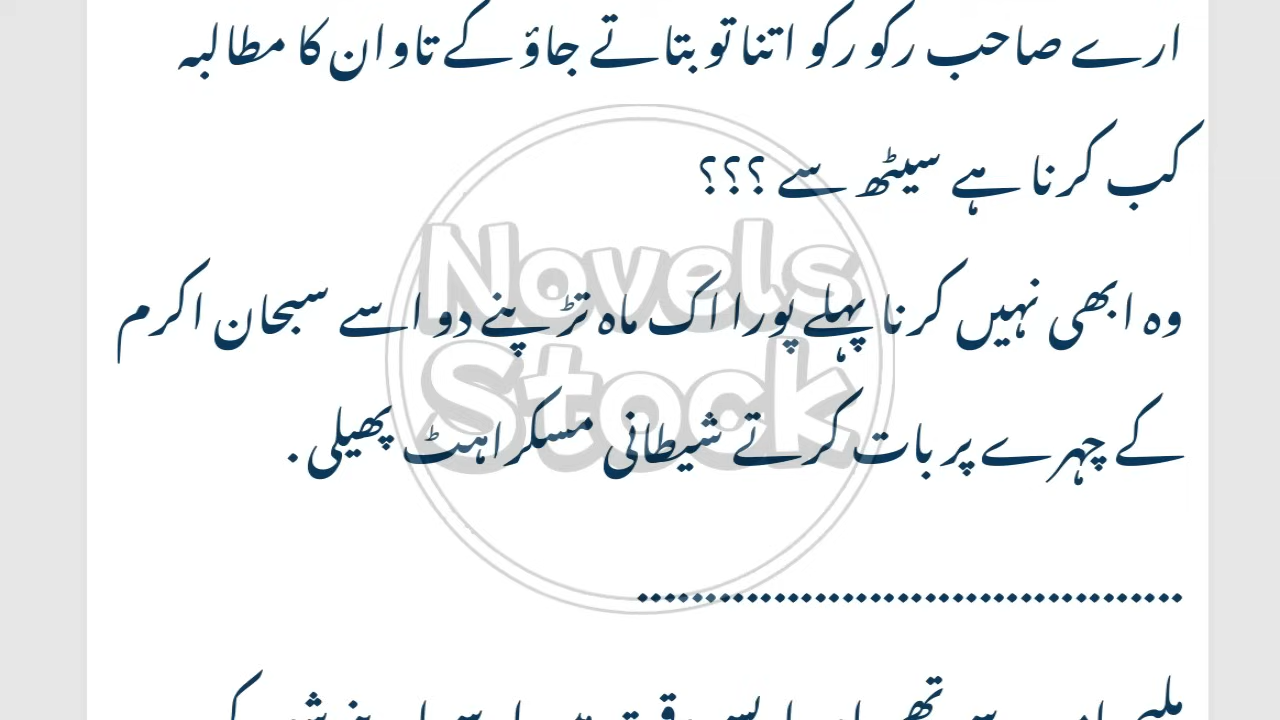 ارے صاحب رکو رکو اتنا تو بتاتے جاؤ کے تاوان کا مطالبہ
کب کرنا ہے سیٹھ سے ؟؟؟
وہ ابھی نہیں کرنا پہلے پورا اک ماہ تڑپنے دو اسے سبحان اکرم
کے چہرے پر بات کرتے شیطانی مسکراہٹ پھیلی .
.......................................
Novels
Stock